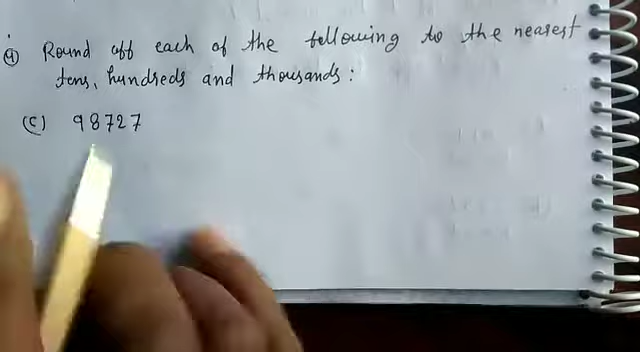 (4) Round off each of the following to the nearest
tens, hundreds and thousands :
(c) 98727